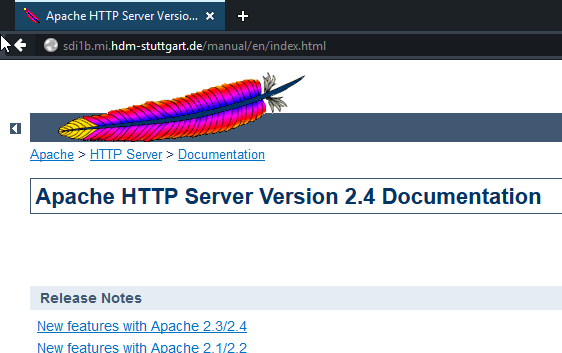 Apache HTTP Server Versio...
sdi1b.mi.hdm-stuttgart.de/manual/en/index.html
Apache > HTTP Server > Documentation
Apache HTTP Server Version 2.4 Documentation
Release Notes
New features with Apache 2.3/2.4
New features with Apache 2.1/2.2